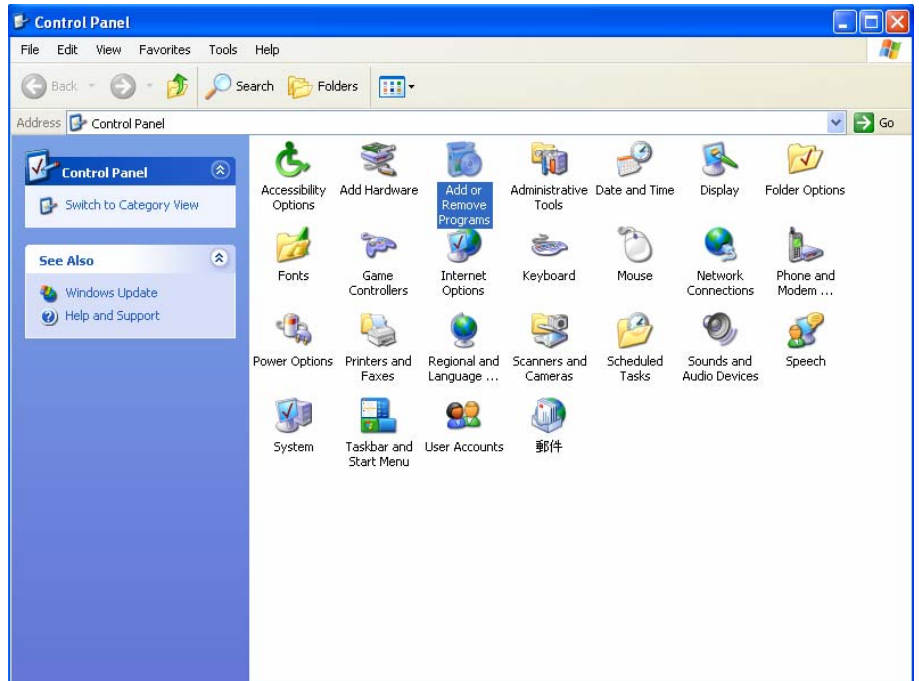 Control Panel
File Edit View Favorites Tools Help
Back Search Folders
Address Control Panel Go
Control Panel
Switch to Category View
See Also
Windows Update
Help and Support
Accessibility Options
Add Hardware
Add or Remove Programs
Administrative Tools
Date and Time
Display
Folder Options
Fonts
Game Controllers
Internet Options
Keyboard
Mouse
Network Connections
Phone and Modem ...
Power Options
Printers and Faxes
Regional and Language ...
Scanners and Cameras
Scheduled Tasks
Sounds and Audio Devices
Speech
System
Taskbar and Start Menu
User Accounts
郵件